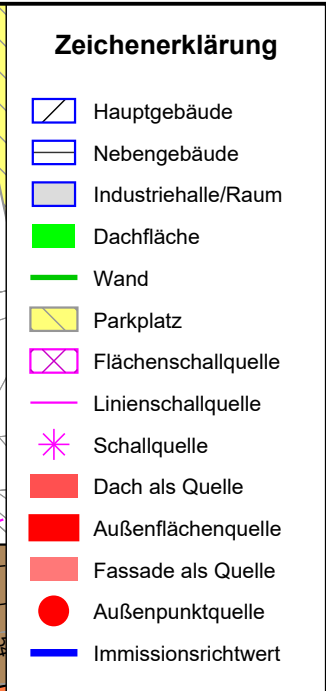 Zeichenerklärung
Hauptgebäude
Nebengebäude
Industriehalle/Raum
Dachfläche
Wand
Parkplatz
Flächenschallquelle
Linienschallquelle
Schallquelle
Dach als Quelle
Außenflächenquelle
Fassade als Quelle
Außenpunktquelle
Immissionsrichtwert